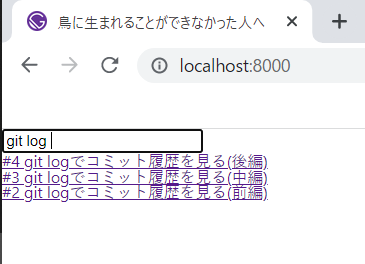 鳥に生まれることができなかった人へ
localhost:8000
git log
#4 git logでコミット履歴を見る(後編)
#3 git logでコミット履歴を見る(中編)
#2 git logでコミット履歴を見る(前編)